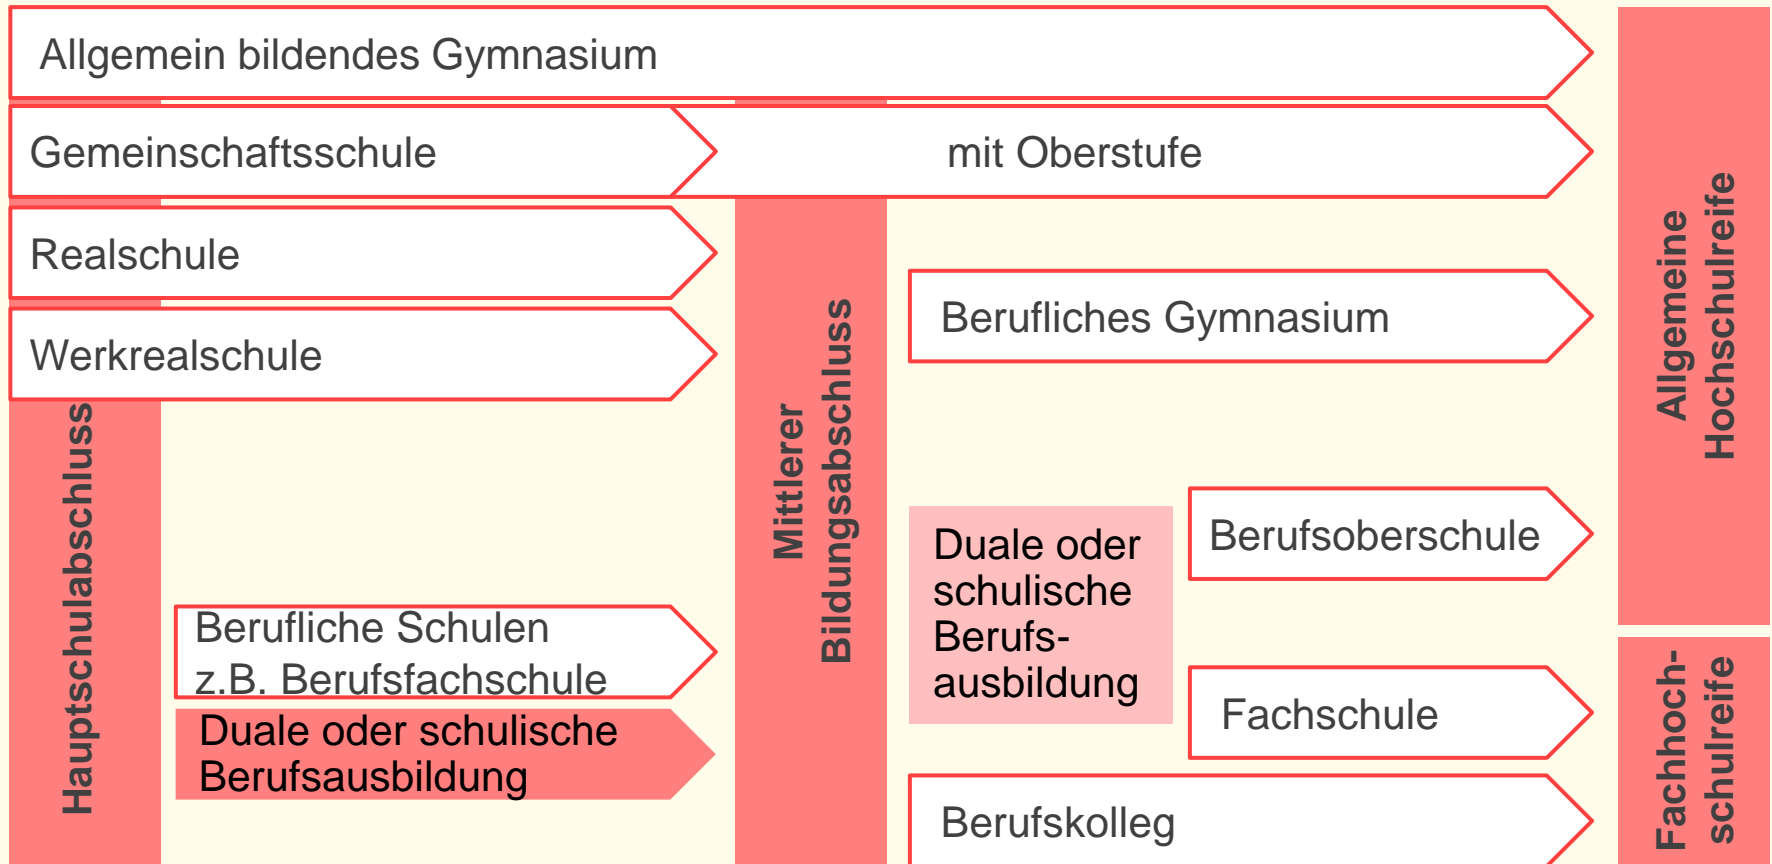 Allgemein bildendes Gymnasium
Gemeinschaftsschule
mit Oberstufe
Realschule
Werkrealschule
Berufliches Gymnasium
Hauptschulabschluss
Mittlerer
Bildungsabschluss
Allgemeine
Hochschulreife
Duale oder
schulische
Berufs-
ausbildung
Berufsoberschule
Berufliche Schulen
z.B. Berufsfachschule
Duale oder schulische
Berufsausbildung
Fachschule
Berufskolleg
Fachhoch-
schulreife